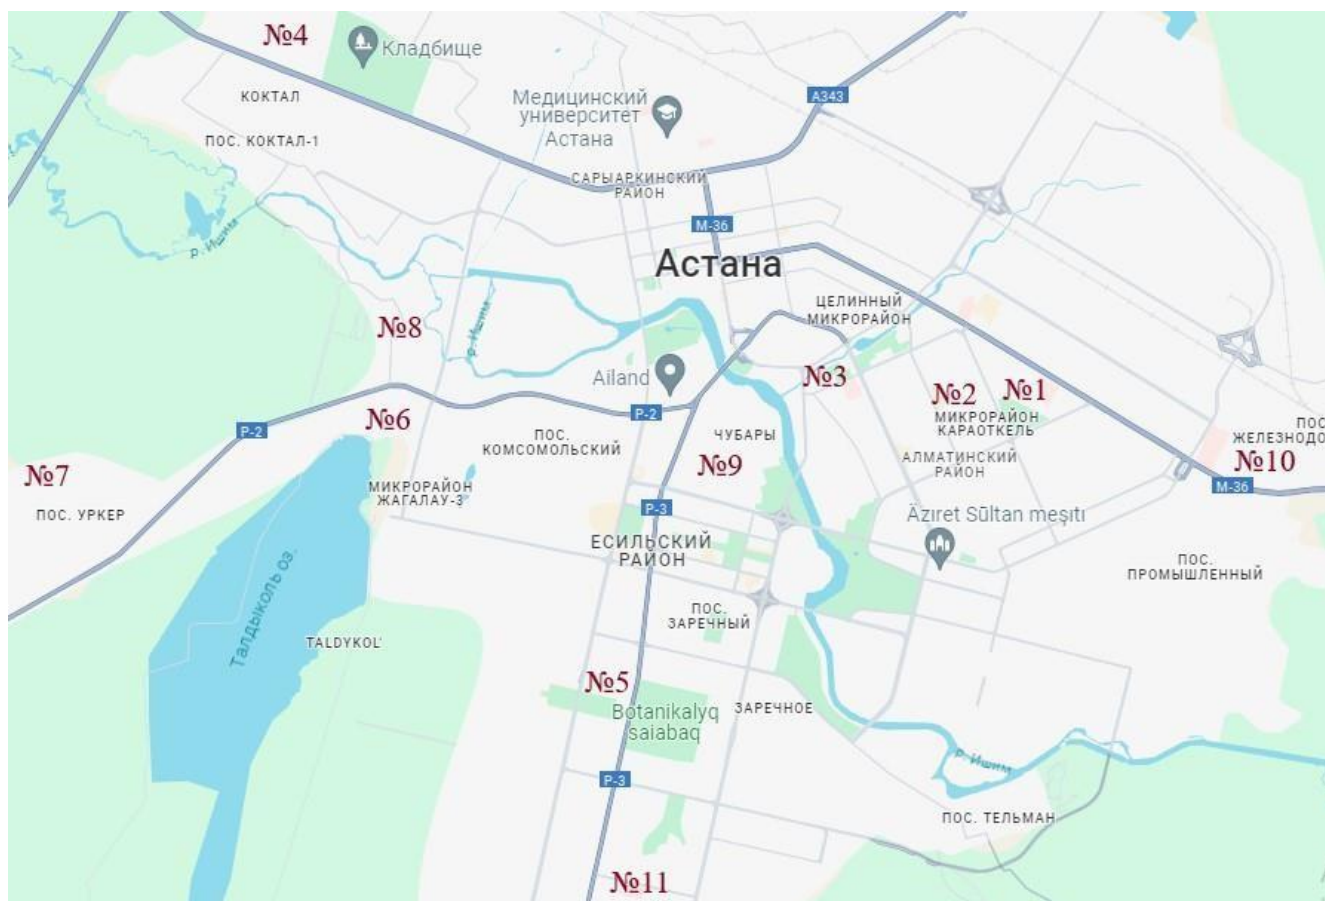 №4
Кладбище
КОКТАЛ
A343
Медицинский
университет
Астана
ПОС. КОКТАЛ-1
САРЫАРКИНСКИЙ
РАЙОН
M-36
р. Ишим
Астана
ЦЕЛИННЫЙ
МИКРОРАЙОН
№8
р. Ишим
Ailand
№3
№2
№1
P-2
№6
P-2
ПОС.
КОМСОМОЛЬСКИЙ
ЧУБАРЫ
МИКРОРАЙОН
КАРАОТКЕЛЬ
ПОС
ЖЕЛЕЗНОДО
№7
№9
АЛМАТИНСКИЙ
РАЙОН
№10
M-36
МИКРОРАЙОН
ЖАГАЛАУ-3
ПОС. УРКЕР
P-3
Äziret Sūltan meşıtı
ЕСИЛЬСКИЙ
РАЙОН
ПОС.
ПРОМЫШЛЕННЫЙ
Талдыколь оз.
ПОС.
ЗАРЕЧНЫЙ
TALDYKOL'
№5
Botanikalyq
saiabaq
ЗАРЕЧНОЕ
р. Ишим
P-3
ПОС. ТЕЛЬМАН
№11